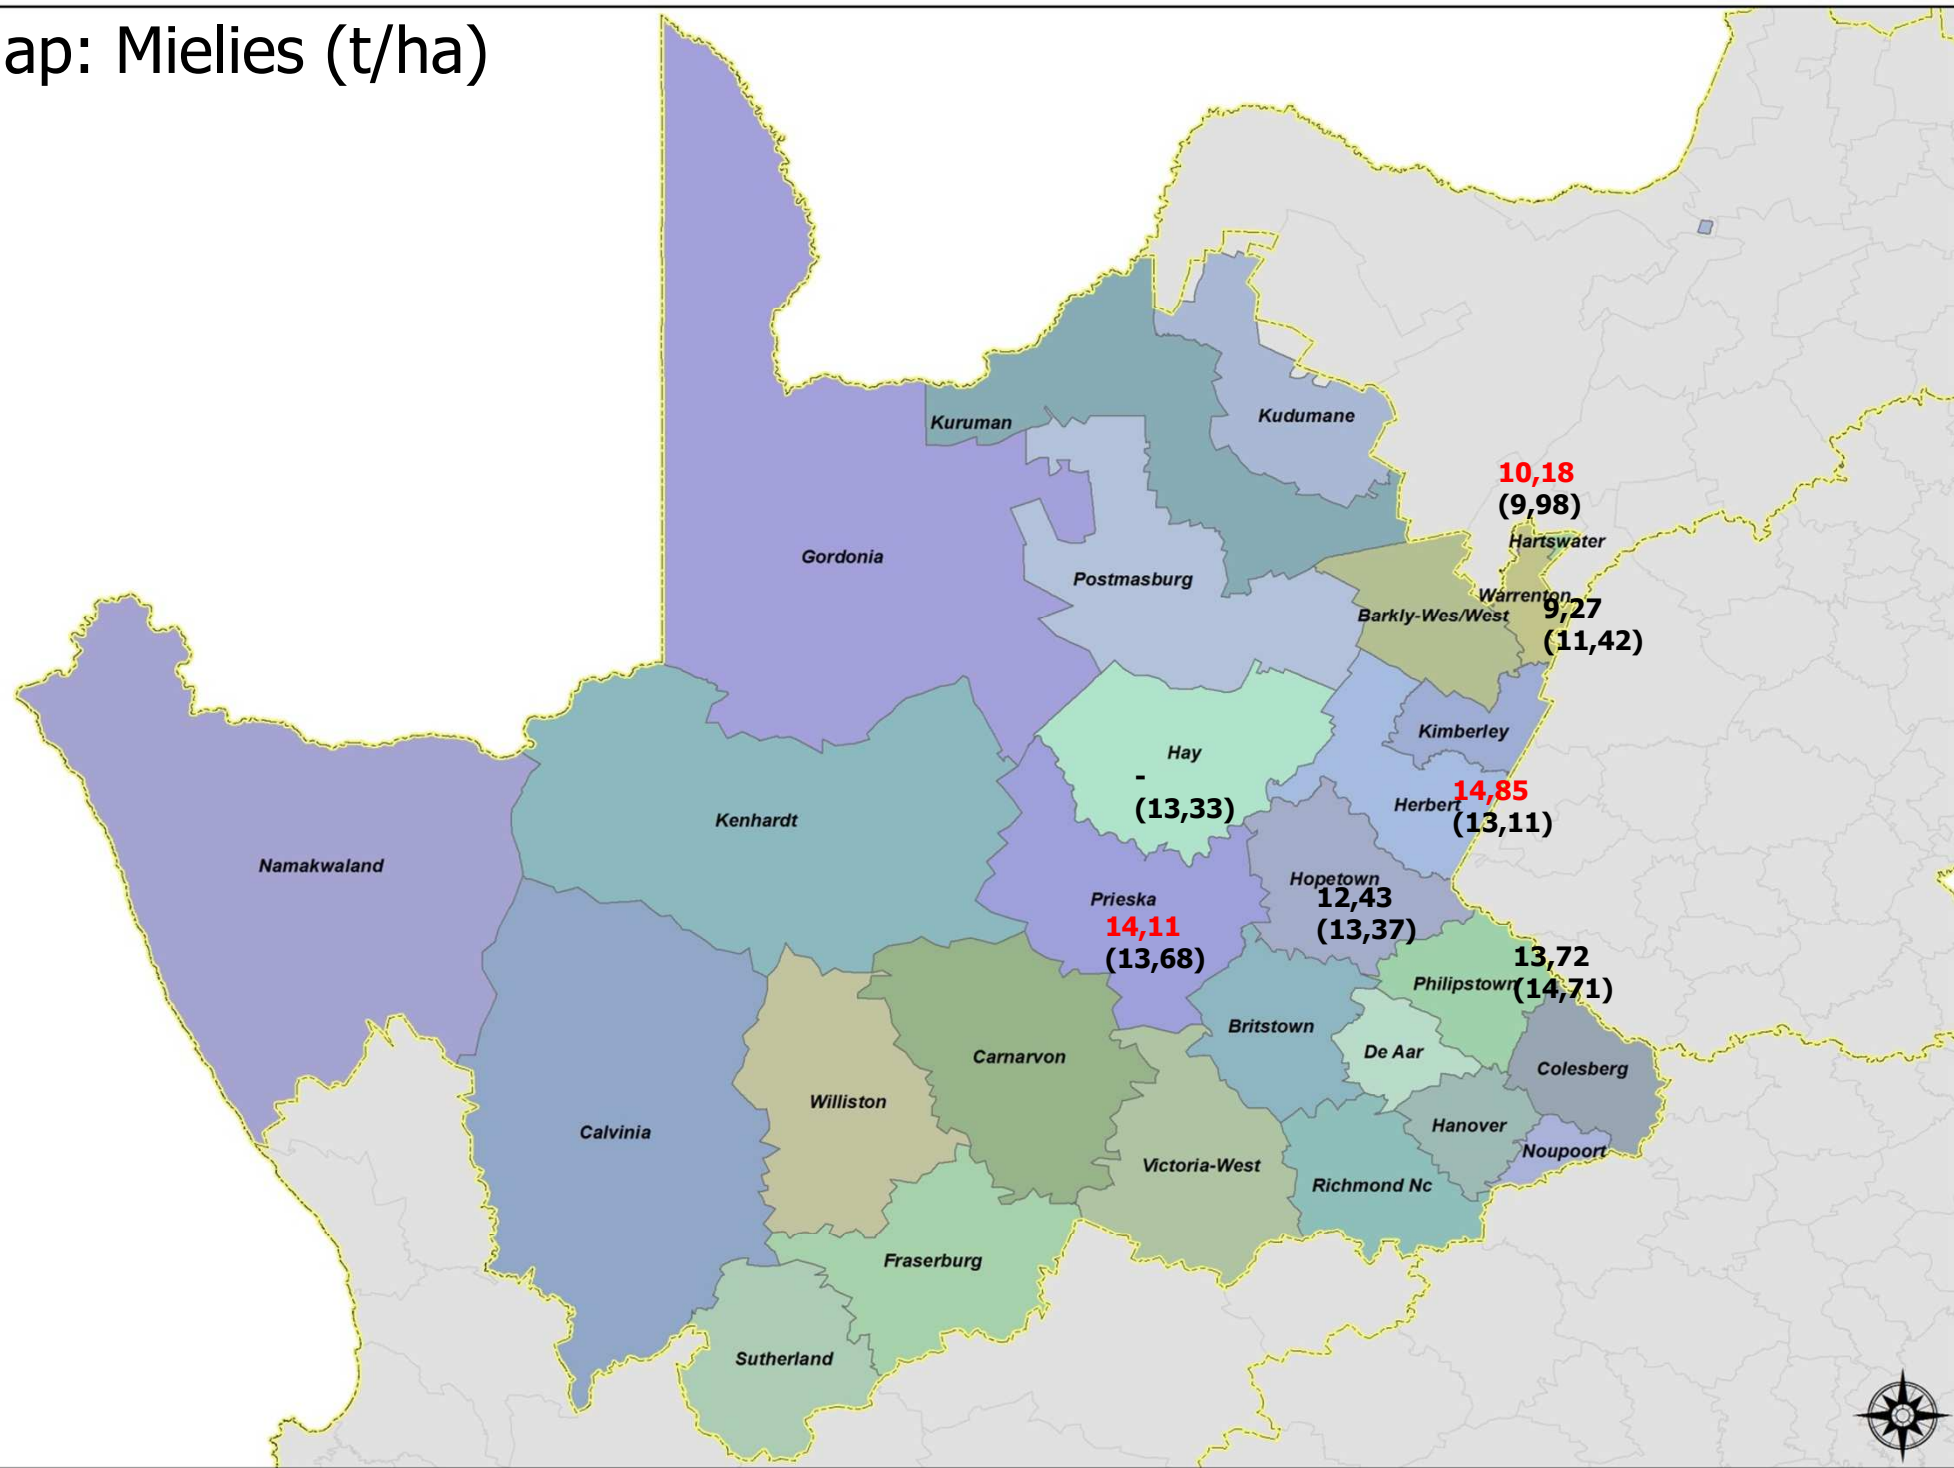 ap: Mielies (t/ha)
Kuruman
Kudumane
10,18
(9,98)
Hartswater
Gordonia
Postmasburg
Warrenton
9,27
Barkly-Wes/West
(11,42)
Kimberley
Hay
-
(13,33)
14,85
Herbert
(13,11)
Kenhardt
Namakwaland
Hopetown
12,43
(13,37)
Prieska
14,11
(13,68)
13,72
Philipstown
(14,71)
Britstown
De Aar
Carnarvon
Colesberg
Williston
Calvinia
Hanover
Noupoort
Victoria-West
Richmond Nc
Fraserburg
Sutherland